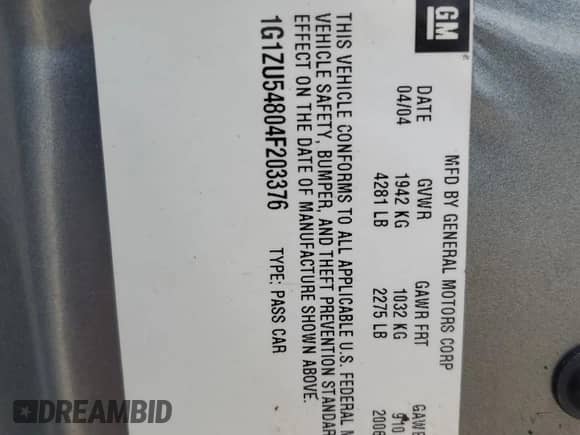 GM
MFD BY GENERAL MOTORS CORP
DATE GVWR GAWR FRT
04/04 1942 KG 1032 KG
4281 LB 2275 LB
THIS VEHICLE CONFORMS TO ALL APPLICABLE U.S. FEDERAL
VEHICLE SAFETY, BUMPER, AND THEFT PREVENTION
EFFECT ON THE DATE OF MANUFACTURE SHOWN ABOVE.
1G1ZU54804F203376 TYPE: PASS CAR
DREAMBID